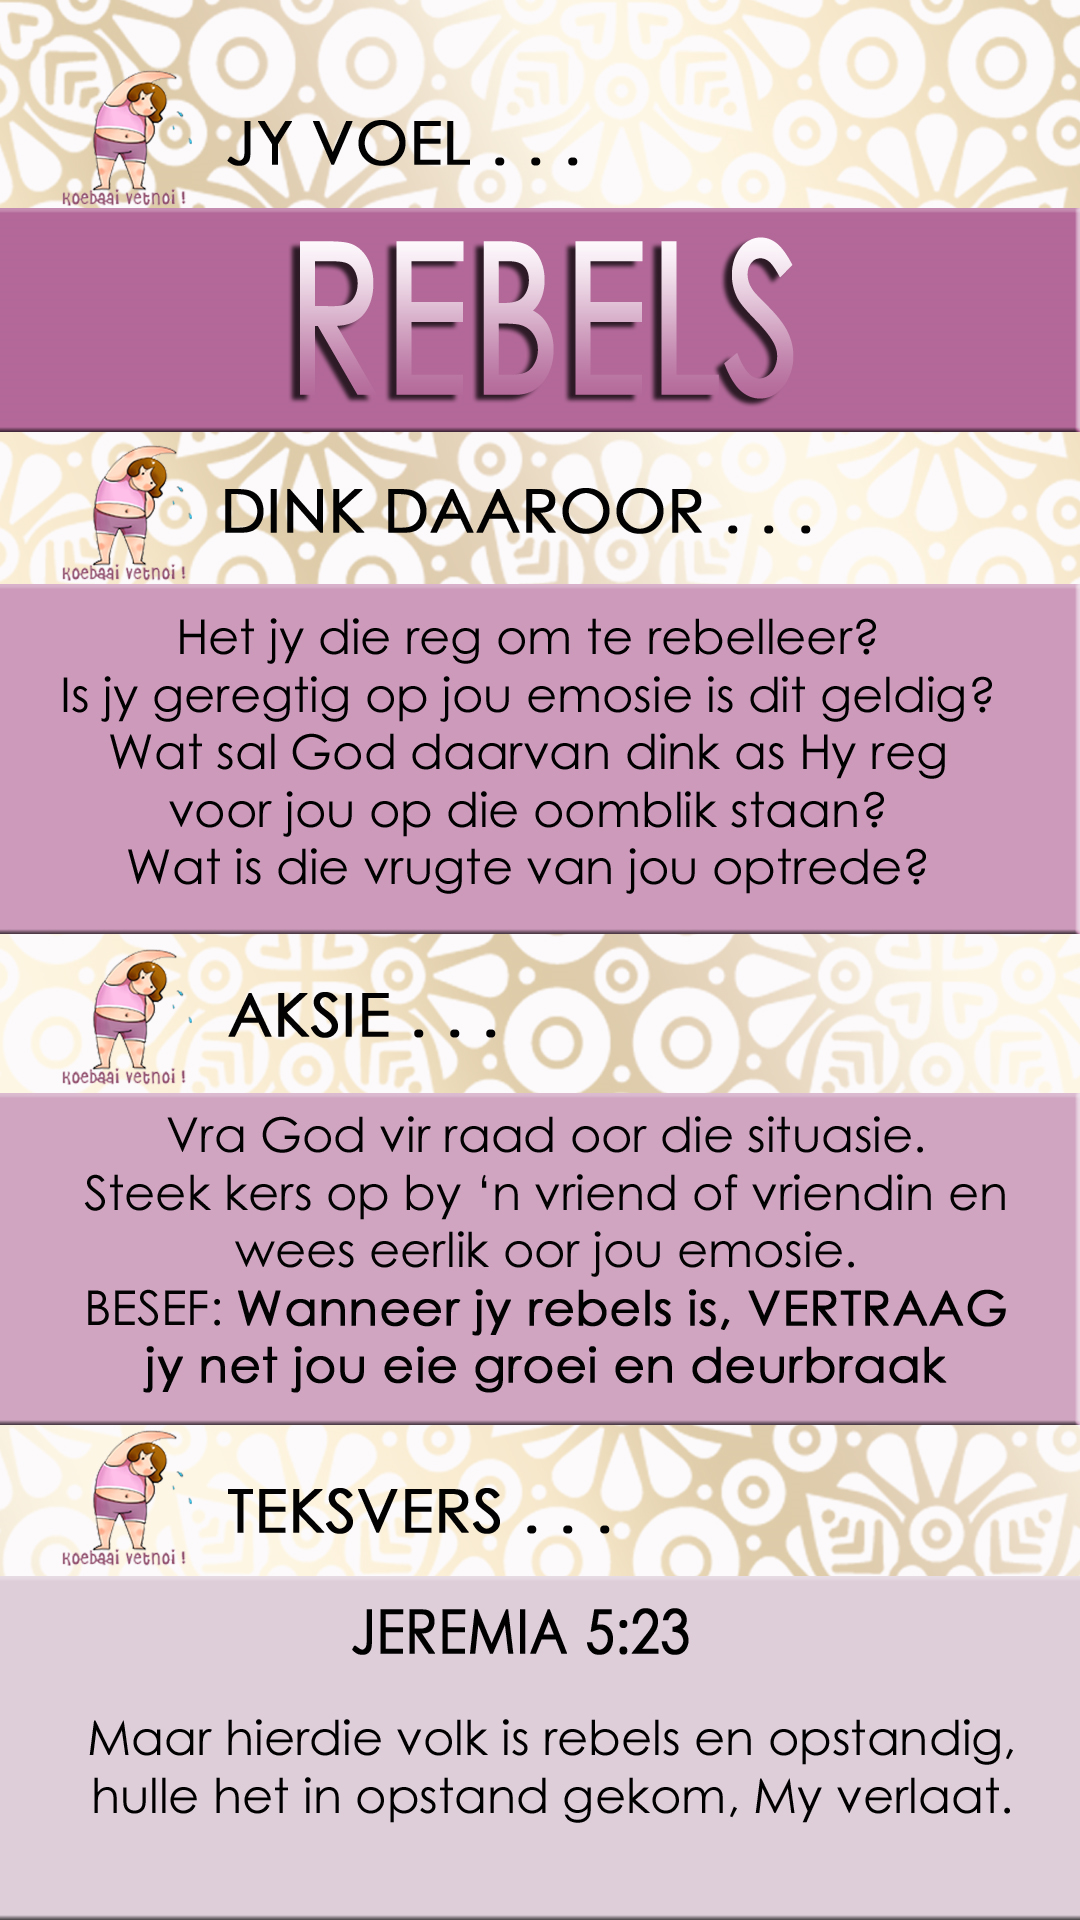 JY VOEL . . .
koebaai vetnoi !
REBELS
DINK DAAROOR . . .
koebaai vetnoi !
Het jy die reg om te rebelleer?
Is jy geregtig op jou emosie is dit geldig?
Wat sal God daarvan dink as Hy reg
voor jou op die oomblik staan?
Wat is die vrugte van jou optrede?
AKSIE . . .
koebaai vetnoi !
Vra God vir raad oor die situasie.
Steek kers op by ‘n vriend of vriendin en
wees eerlik oor jou emosie.
BESEF: Wanneer jy rebels is, VERTRAAG
jy net jou eie groei en deurbraak
TEKSVERS . . .
koebaai vetnoi !
JEREMIA 5:23
Maar hierdie volk is rebels en opstandig,
hulle het in opstand gekom, My verlaat.